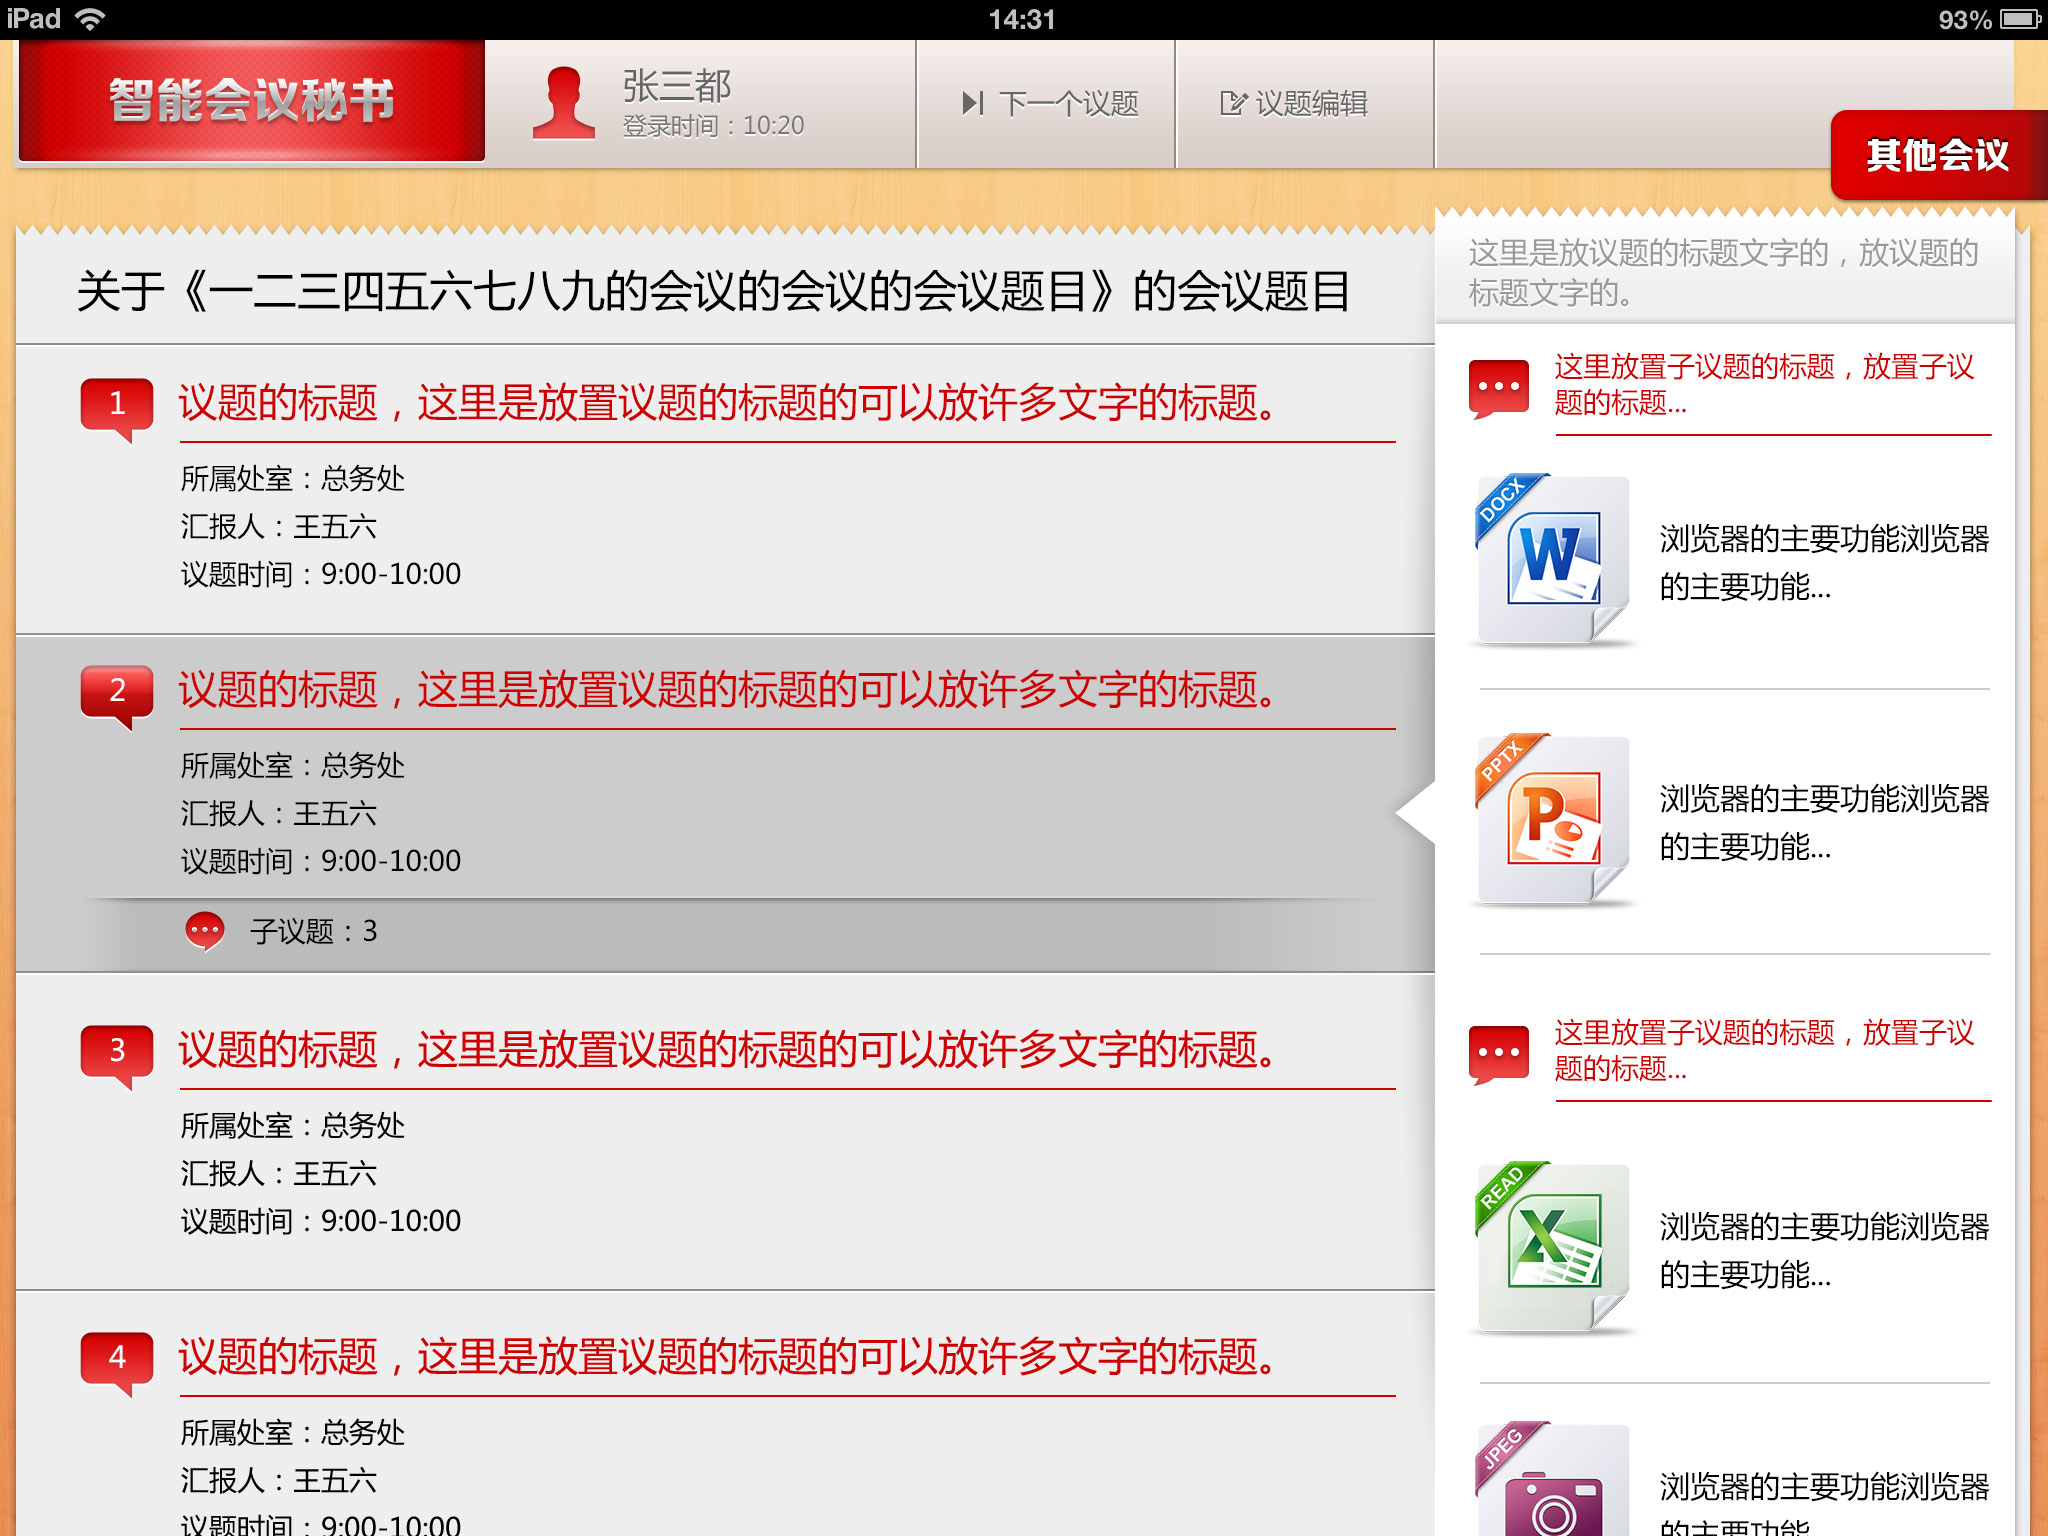 iPad
14:31
93%
智能会议秘书
张三都
登录时间：10:20
下一个议题
议题编辑
其他会议
关于《一二三四五六七八九的会议的会议的会议题目》的会议题目
1
议题的标题，这里是放置议题的标题的可以放许多文字的标题。
所属处室：总务处
汇报人：王五六
议题时间：9:00-10:00
2
议题的标题，这里是放置议题的标题的可以放许多文字的标题。
所属处室：总务处
汇报人：王五六
议题时间：9:00-10:00
子议题：3
3
议题的标题，这里是放置议题的标题的可以放许多文字的标题。
所属处室：总务处
汇报人：王五六
议题时间：9:00-10:00
4
议题的标题，这里是放置议题的标题的可以放许多文字的标题。
所属处室：总务处
汇报人：王五六
议题时间：9:00-10:00
这里是放议题的标题文字的，放议题的
标题文字的。
这里放置子议题的标题，放置子议
题的标题...
DOCX
W
浏览器的主要功能浏览器
的主要功能...
PPTX
P
浏览器的主要功能浏览器
的主要功能...
这里放置子议题的标题，放置子议
题的标题...
READ
X
浏览器的主要功能浏览器
的主要功能...
JPEG
浏览器的主要功能浏览器
的主要功能...